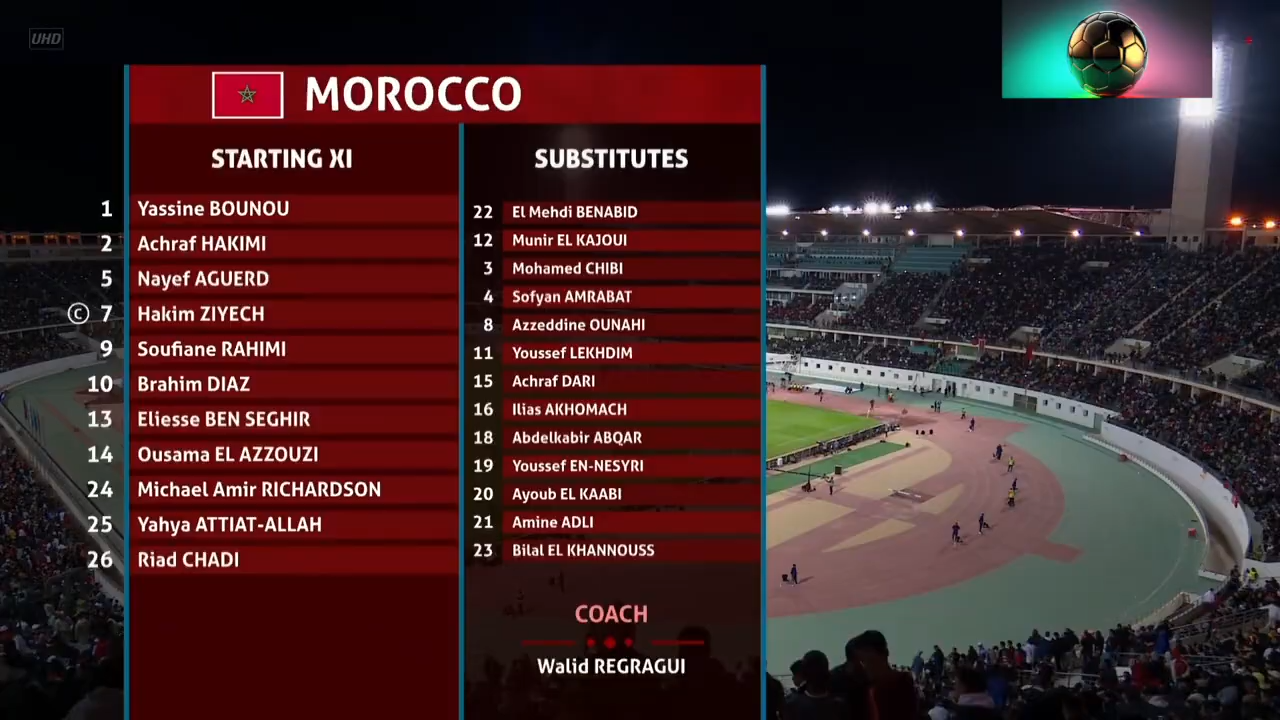 UHD
MOROCCO
STARTING XI
1 Yassine BOUNOU
2 Achraf HAKIMI
5 Nayef AGUERD
© 7 Hakim ZIYECH
9 Soufiane RAHIMI
10 Brahim DIAZ
13 Eliesse BEN SEGHIR
14 Ousama EL AZZOUZI
24 Michael Amir RICHARDSON
25 Yahya ATTIAT-ALLAH
26 Riad CHADI
SUBSTITUTES
22 El Mehdi BENABID
12 Munir EL KAJOUI
3 Mohamed CHIBI
4 Sofyan AMRABAT
8 Azzeddine OUNAHI
11 Youssef LEKHDIM
15 Achraf DARI
16 Ilias AKHOMACH
18 Abdelkabir ABQAR
19 Youssef EN-NESYRI
20 Ayoub EL KAABI
21 Amine ADLI
23 Bilal EL KHANNOUSS
COACH
Walid REGRAGUI